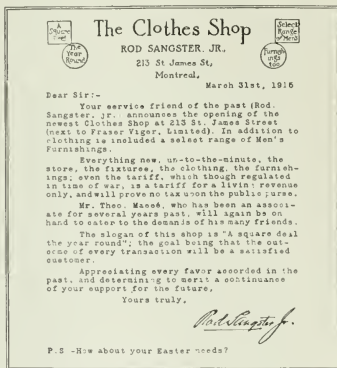 A
Square
Deal
The Clothes Shop
Select
Range
of Mens
The
Year
Round
ROD SANGSTER, JR.,
Furnish-
ings
too
213 St James St,
Montreal,
March 31st, 1915
Dear Sir:-
Your service friend of the past (Rod.
Sangster, jr. announces the opening of the
newest Clothes Shop at 213 St. James Street
(next to Fraser Viger, Limited). In addition to
clothing is included a select range of Men's
Furnishings.
Everything new, up-to-the-minute, the
store, the fixtures, the clothing, the furnish-
ings; even the tariff, which though regulated
in time of war, is a tariff for a living revenue
only, and will prove no tax upon the public purse.
Mr. Theo. Massé, who has been an associ-
ate for several years past, will again be on
hand to cater to the demands of his many friends.
The slogan of this shop is "A square deal
the year round"; the goal being that the out-
come of every transaction will be a satisfied
customer.
Appreciating every favor accorded in the
past, and determining to merit a continuance
of your support for the future,
Yours truly,
Rod. Sangster Jr.
P.S -How about your Easter needs?